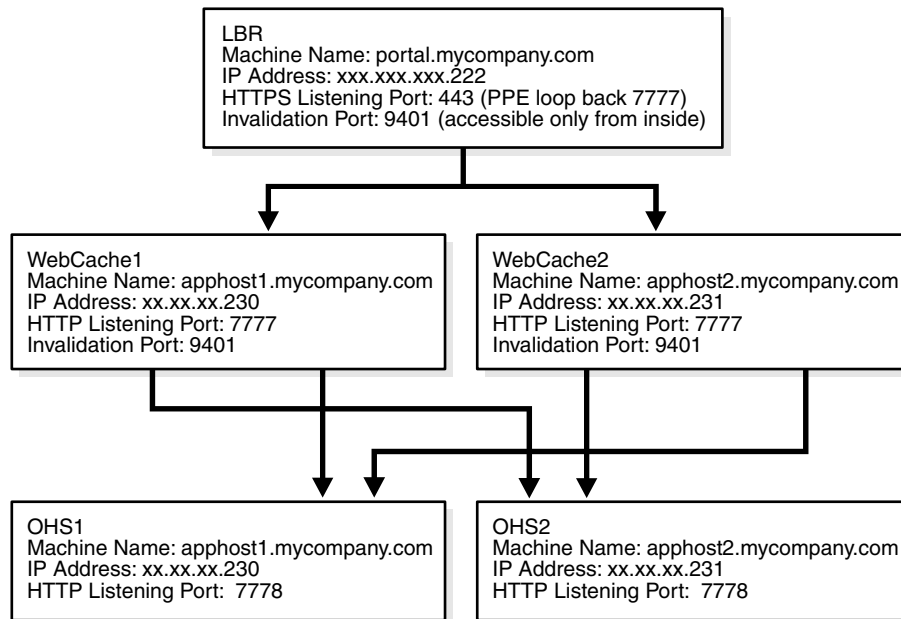 LBR
Machine Name: portal.mycompany.com
IP Address: xxx.xxx.xxx.222
HTTPS Listening Port: 443 (PPE loop back 7777)
Invalidation Port: 9401 (accessible only from inside)
WebCache1
Machine Name: apphost1.mycompany.com
IP Address: xx.xx.xx.230
HTTP Listening Port: 7777
Invalidation Port: 9401
WebCache2
Machine Name: apphost2.mycompany.com
IP Address: xx.xx.xx.231
HTTP Listening Port: 7777
Invalidation Port: 9401
OHS1
Machine Name: apphost1.mycompany.com
IP Address: xx.xx.xx.230
HTTP Listening Port:  7778
OHS2
Machine Name: apphost2.mycompany.com
IP Address: xx.xx.xx.231
HTTP Listening Port:  7778